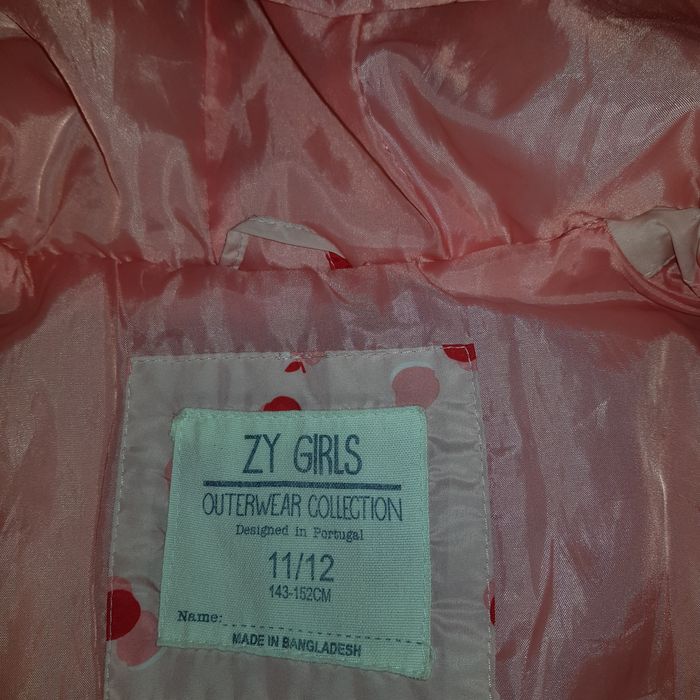 ZY GIRLS
OUTERWEAR COLLECTION
Designed in Portugal
11/12
143-152CM
Name:
MADE IN BANGLADESH